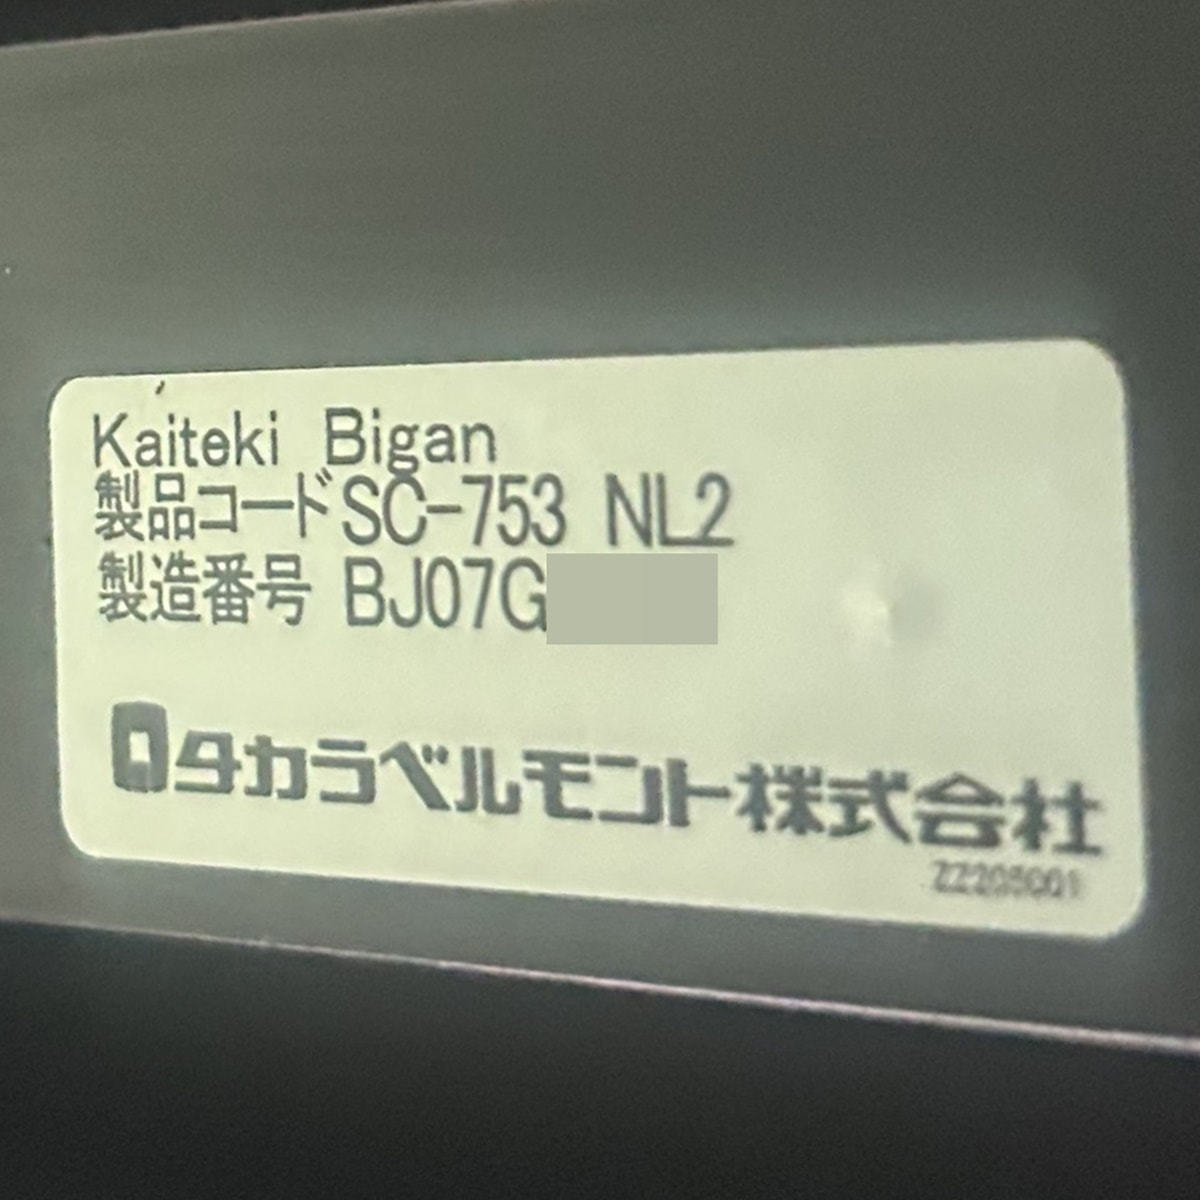 Kaiteki Bigan
製品コードSC-753 NL2
製造番号 BJ07G
タカラベルモント株式会社
ZZ205001